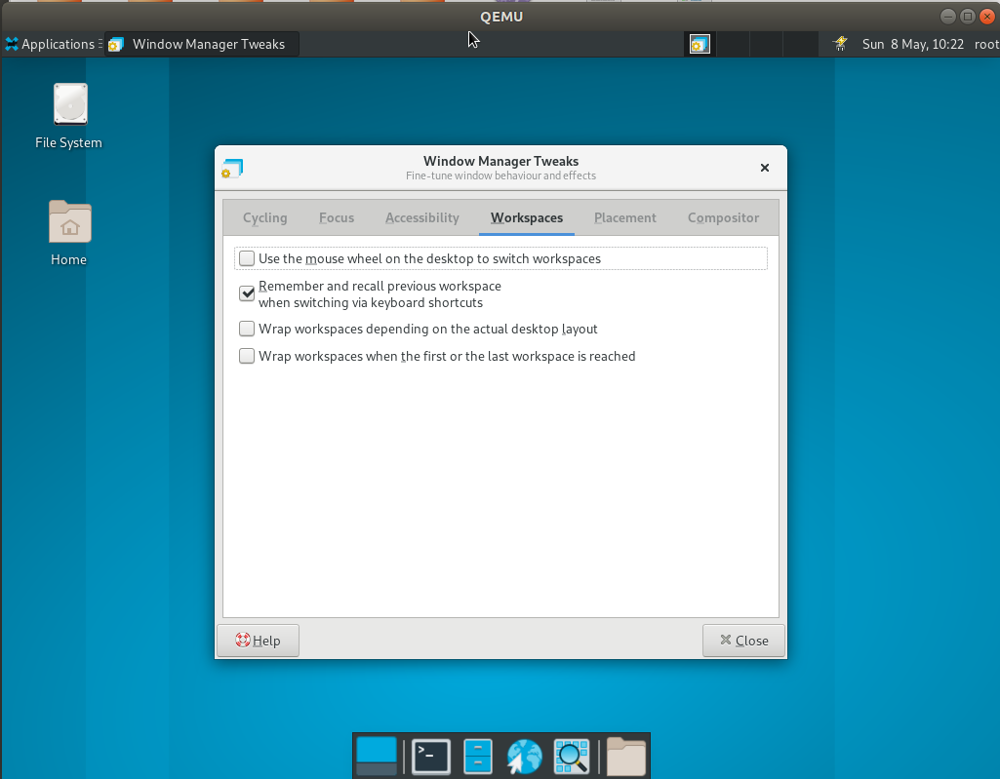 QEMU
Applications
Window Manager Tweaks
Sun 8 May, 10:22
root
File System
Home
Window Manager Tweaks
Fine-tune window behaviour and effects
Cycling
Focus
Accessibility
Workspaces
Placement
Compositor
Use the mouse wheel on the desktop to switch workspaces
Remember and recall previous workspace
when switching via keyboard shortcuts
Wrap workspaces depending on the actual desktop layout
Wrap workspaces when the first or the last workspace is reached
Help
Close